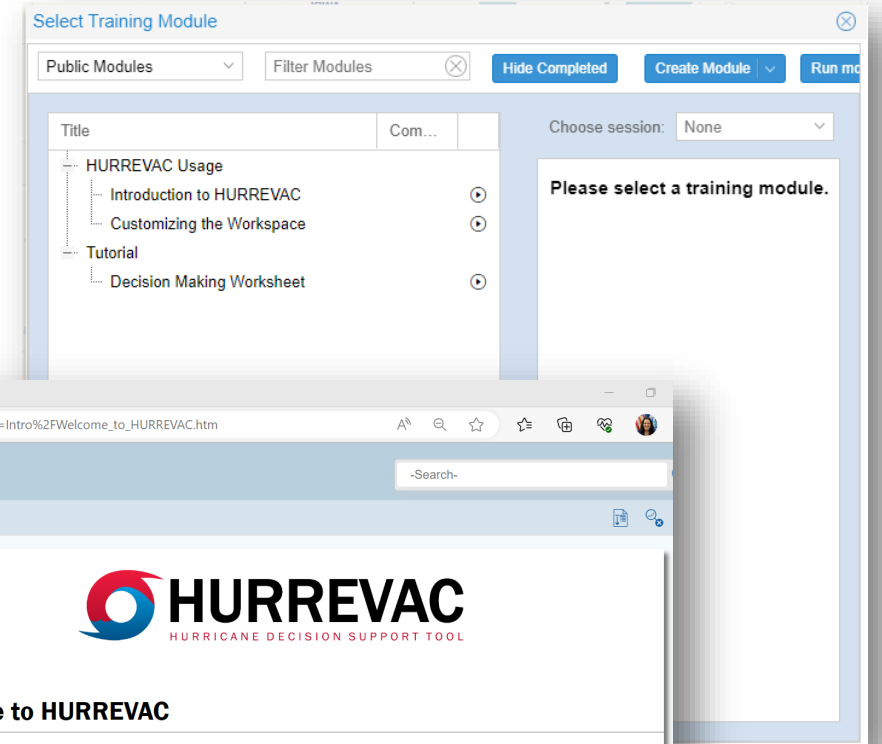 Select Training Module
Public Modules
Filter Modules
Hide Completed
Create Module
Run mo
Title
Com...
Choose session:
None
HURREVAC Usage
Introduction to HURREVAC
Customizing the Workspace
Tutorial
Decision Making Worksheet
Please select a training module.
=Intro%2FWelcome_to_HURREVAC.htm
-Search-
HURREVAC
HURRICANE DECISION SUPPORT TOOL
e to HURREVAC